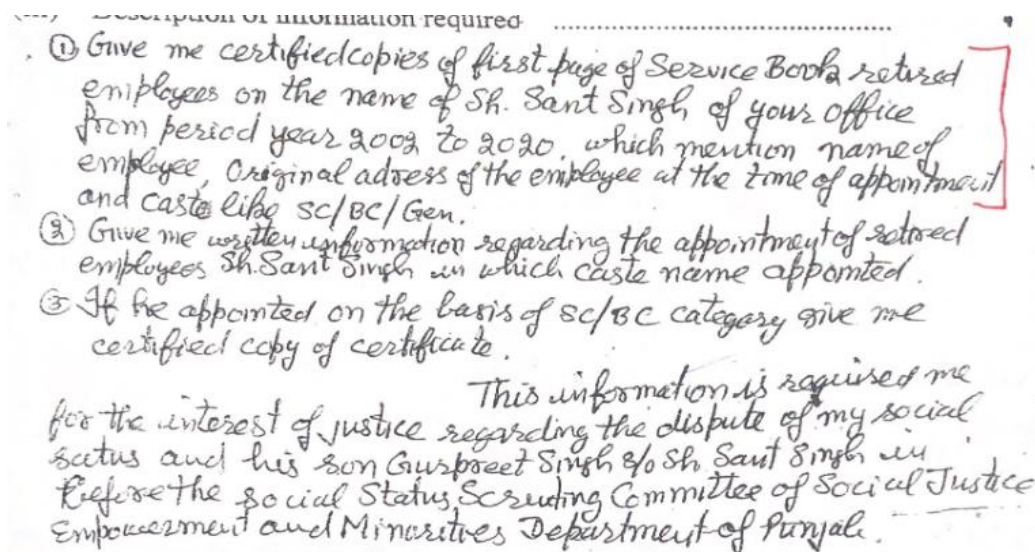 Description of information required ..............................
① Give me certified copies of first page of Service Book retired
employees on the name of Sh. Sant Singh, of your office
from period year 2002 to 2020, which mention name of
employee, Original adress of the employee at the time of appointment
and caste like SC/BC/Gen.
② Give me written information regarding the appointment of retired
employees Sh. Sant Singh in which caste name appointed.
③ If he appointed on the basis of SC/BC category give me
certified copy of certificate.
This information is required me
for the interest of justice regarding the dispute of my social
satus and his son Gurpreet Singh S/o Sh. Sant Singh in
Before the social Status Scruting Committee of Social Justice
Empowerment and Minorities Department of Punjab.